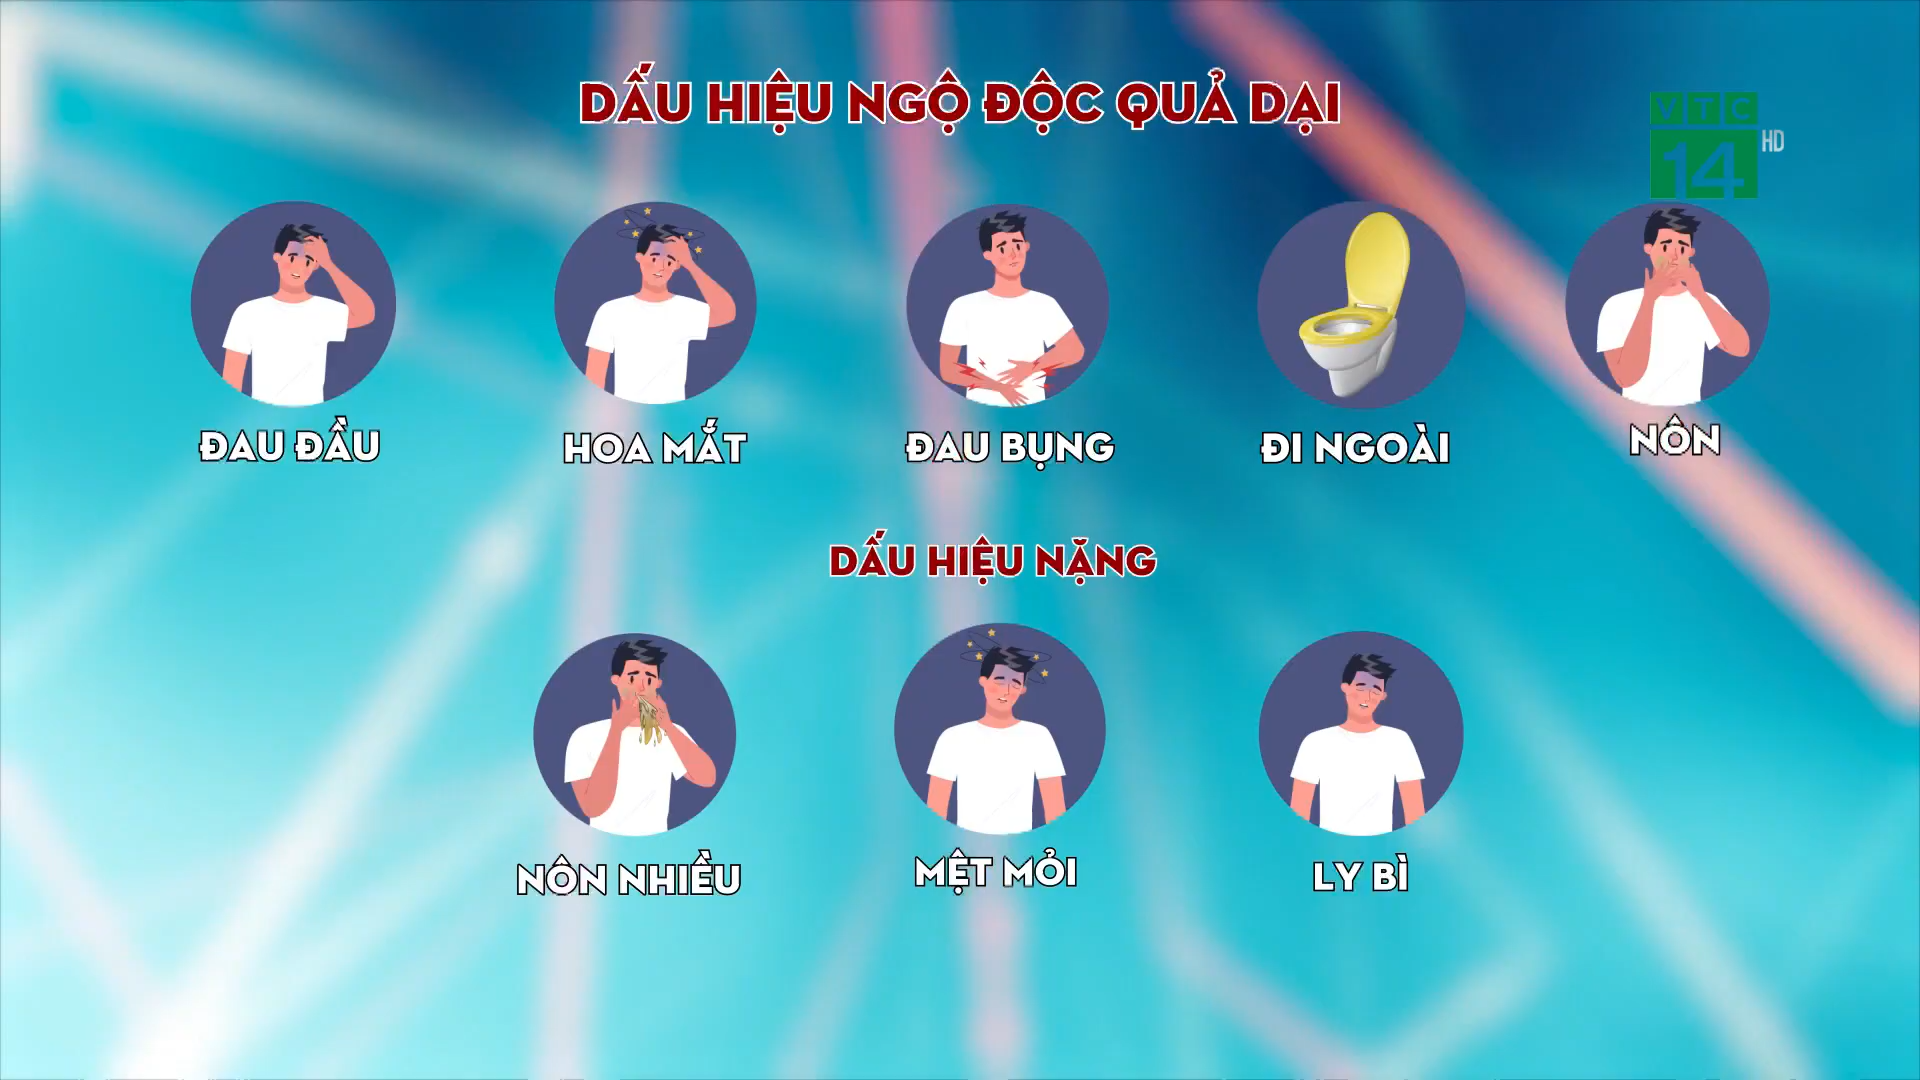 DẤU HIỆU NGỘ ĐỘC QUẢ DẠI
VTC
14 HD
ĐAU ĐẦU
HOA MẮT
ĐAU BỤNG
ĐI NGOÀI
NÔN
DẤU HIỆU NẶNG
NÔN NHIỀU
MỆT MỎI
LY BÌ